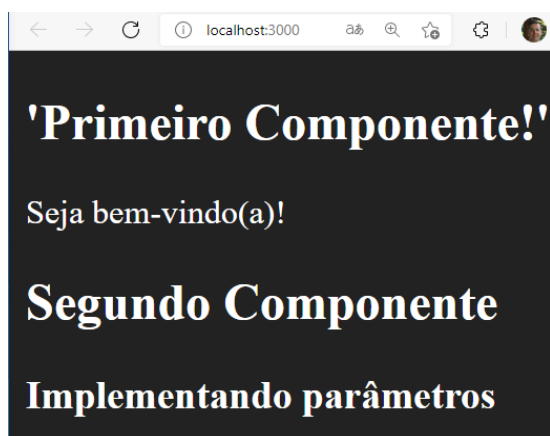 localhost:3000
'Primeiro Componente!'
Seja bem-vindo(a)!
Segundo Componente
Implementando parâmetros